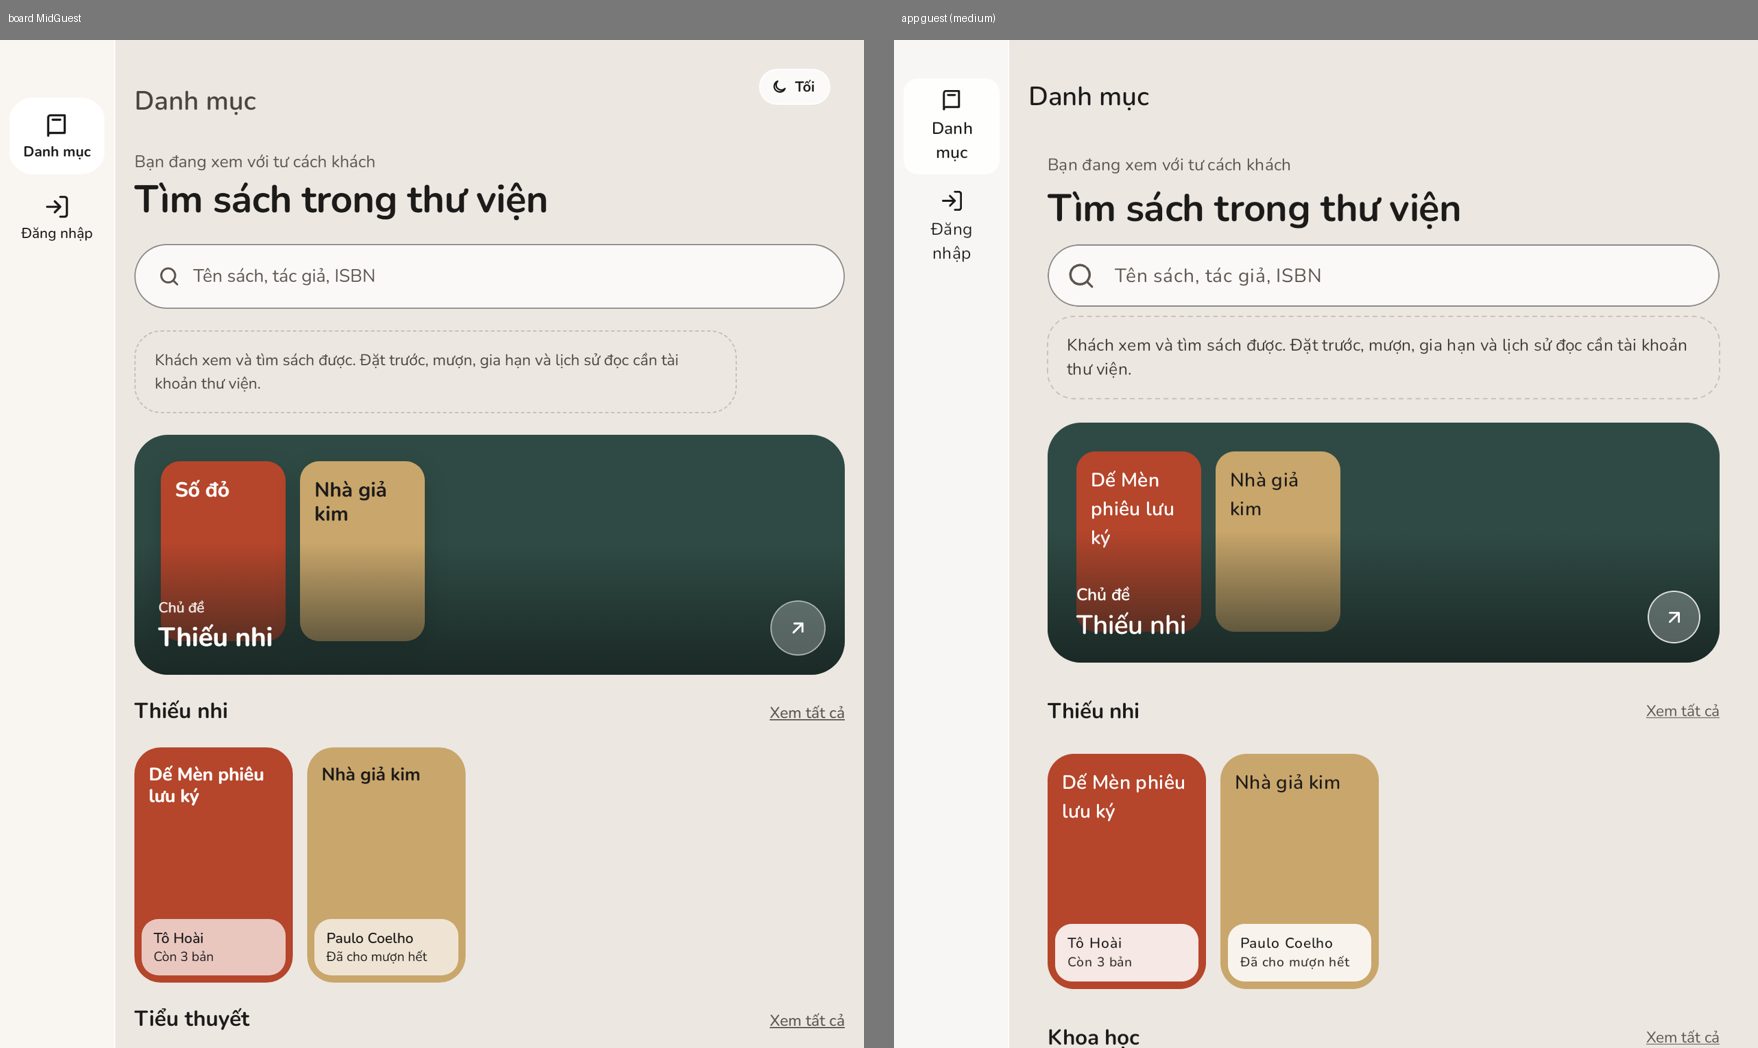 board MidGuest
Danh mục
Đăng nhập
Danh mục
Tối
Bạn đang xem với tư cách khách
Tìm sách trong thư viện
Tên sách, tác giả, ISBN
Khách xem và tìm sách được. Đặt trước, mượn, gia hạn và lịch sử đọc cần tài
khoản thư viện.
Số đỏ
Nhà giả
kim
Chủ đề
Thiếu nhi
Thiếu nhi
Xem tất cả
Dế Mèn phiêu
lưu ký
Nhà giả kim
Tô Hoài
Còn 3 bản
Paulo Coelho
Đã cho mượn hết
Tiểu thuyết
Xem tất cả
app guest (medium)
Danh
mục
Đăng
nhập
Danh mục
Bạn đang xem với tư cách khách
Tìm sách trong thư viện
Tên sách, tác giả, ISBN
Khách xem và tìm sách được. Đặt trước, mượn, gia hạn và lịch sử đọc cần tài khoản
thư viện.
Dế Mèn
phiêu lưu
ký
Nhà giả
kim
Chủ đề
Thiếu nhi
Thiếu nhi
Xem tất cả
Dế Mèn phiêu
lưu ký
Nhà giả kim
Tô Hoài
Còn 3 bản
Paulo Coelho
Đã cho mượn hết
Khoa học
Xem tất cả